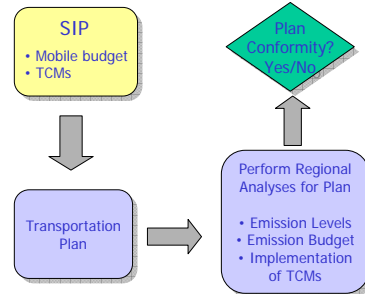 SIP
• Mobile budget
• TCMs
Transportation
Plan
Perform Regional
Analyses for Plan
• Emission Levels
• Emission Budget
• Implementation
of TCMs
Plan
Conformity?
Yes/No